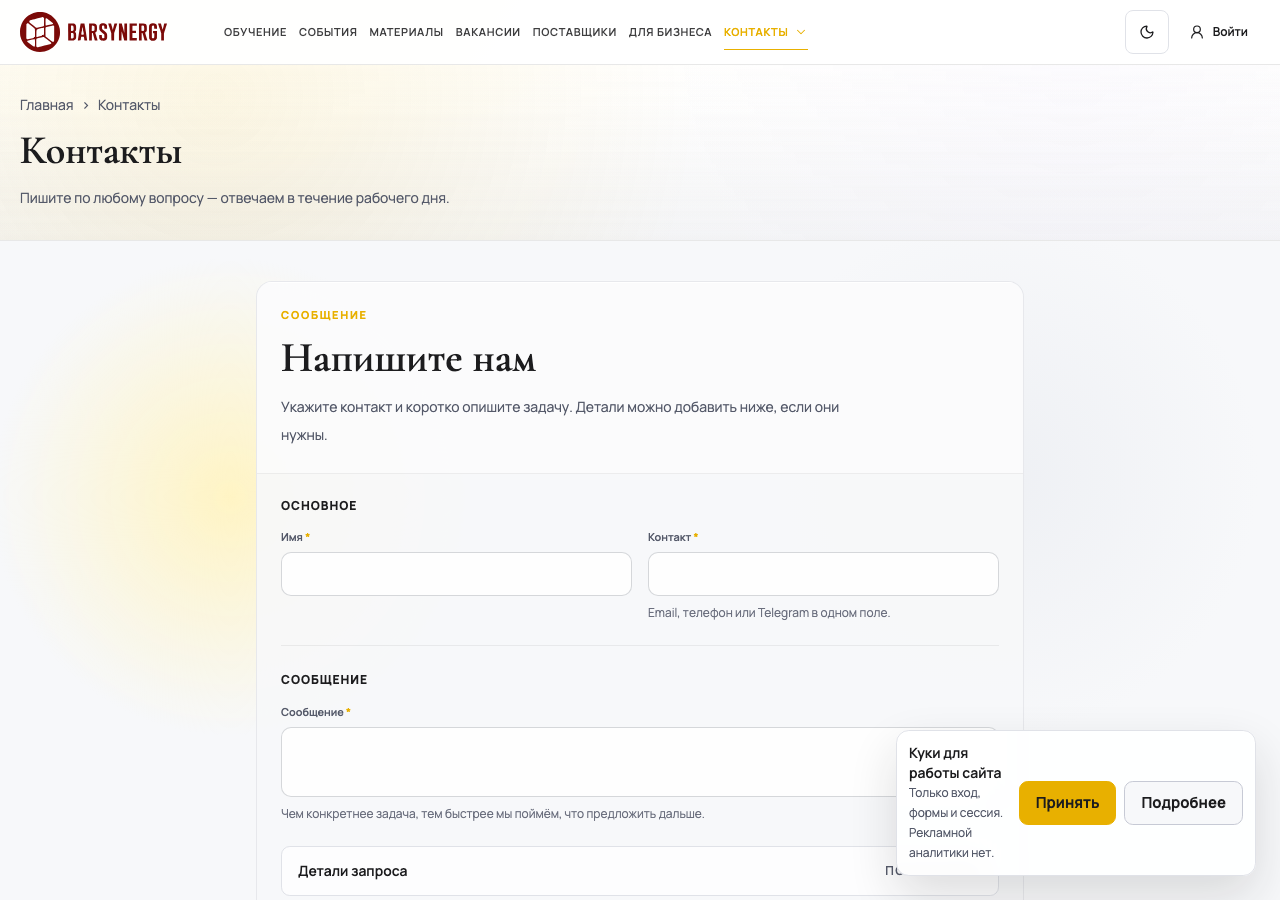 BARSYNERGY
ОБУЧЕНИЕ СОБЫТИЯ МАТЕРИАЛЫ ВАКАНСИИ ПОСТАВЩИКИ ДЛЯ БИЗНЕСА КОНТАКТЫ
Войти
Главная › Контакты
Контакты
Пишите по любому вопросу — отвечаем в течение рабочего дня.
СООБЩЕНИЕ
Напишите нам
Укажите контакт и коротко опишите задачу. Детали можно добавить ниже, если они
нужны.
ОСНОВНОЕ
Имя *
Контакт *
Email, телефон или Telegram в одном поле.
СООБЩЕНИЕ
Сообщение *
Чем конкретнее задача, тем быстрее мы поймём, что предложить дальше.
Детали запроса
Куки для
работы сайта
Только вход,
формы и сессия.
Рекламной
аналитики нет.
Принять
Подробнее